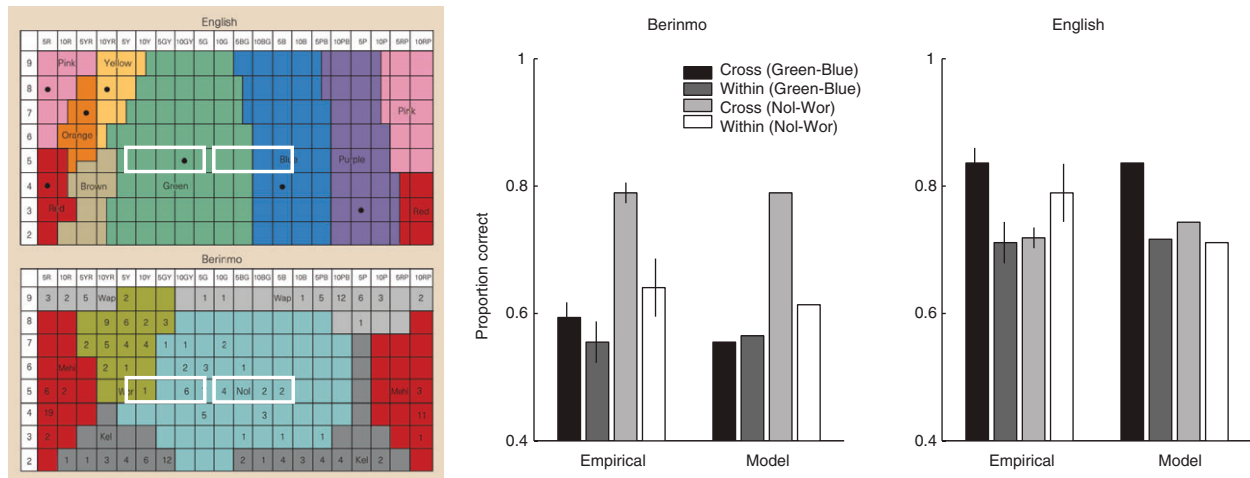 English
5R 10R 5YR 10YR 5Y 10Y 5GY 10GY 5G 10G 5BG 10BG 5B 10B 5PB 10PB 5P 10P 5RP 10RP
9 Pink Yellow
8
7 Pink
6 Orange
5 Blue Purple
4 Brown Green
3 Red Red
2
Berinmo
5R 10R 5YR 10YR 5Y 10Y 5GY 10GY 5G 10G 5BG 10BG 5B 10B 5PB 10PB 5P 10P 5RP 10RP
9 3 2 5 Wap 2 1 1 Wap 1 5 12 6 3 2
8 9 6 2 3 1
7 2 5 4 4 1 1 2
6 Mehi 2 1 2 3 1
5 6 2 Wor 1 6 1 4 Nol 2 2 Mehi 3
4 19 5 3 11
3 2 Kel 1 1 1 1
2 1 1 3 4 6 12 2 1 4 3 4 Kel 2 1
Berinmo
Cross (Green-Blue)
Within (Green-Blue)
Cross (Nol-Wor)
Within (Nol-Wor)
Proportion correct
1
0.8
0.6
0.4
Empirical Model
English
1
0.8
0.6
0.4
Empirical Model